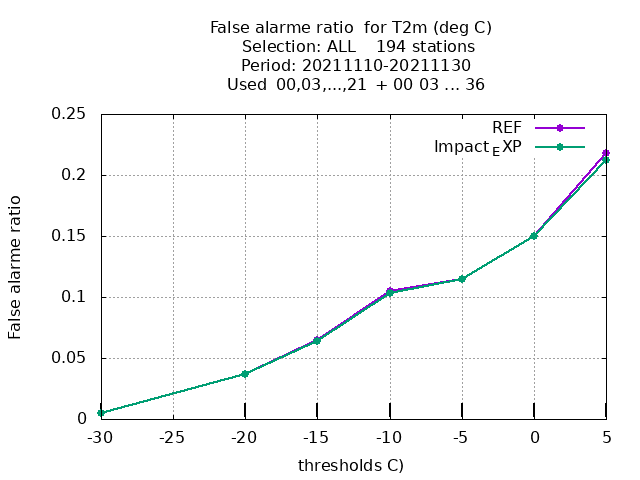 False alarme ratio  for T2m (deg C)
Selection: ALL    194 stations
Period: 20211110-20211130
Used  00,03,...,21  + 00 03 ... 36
REF
Impact_EXP
False alarme ratio
0.25
0.2
0.15
0.1
0.05
0
-30 -25 -20 -15 -10 -5 0 5
thresholds C)